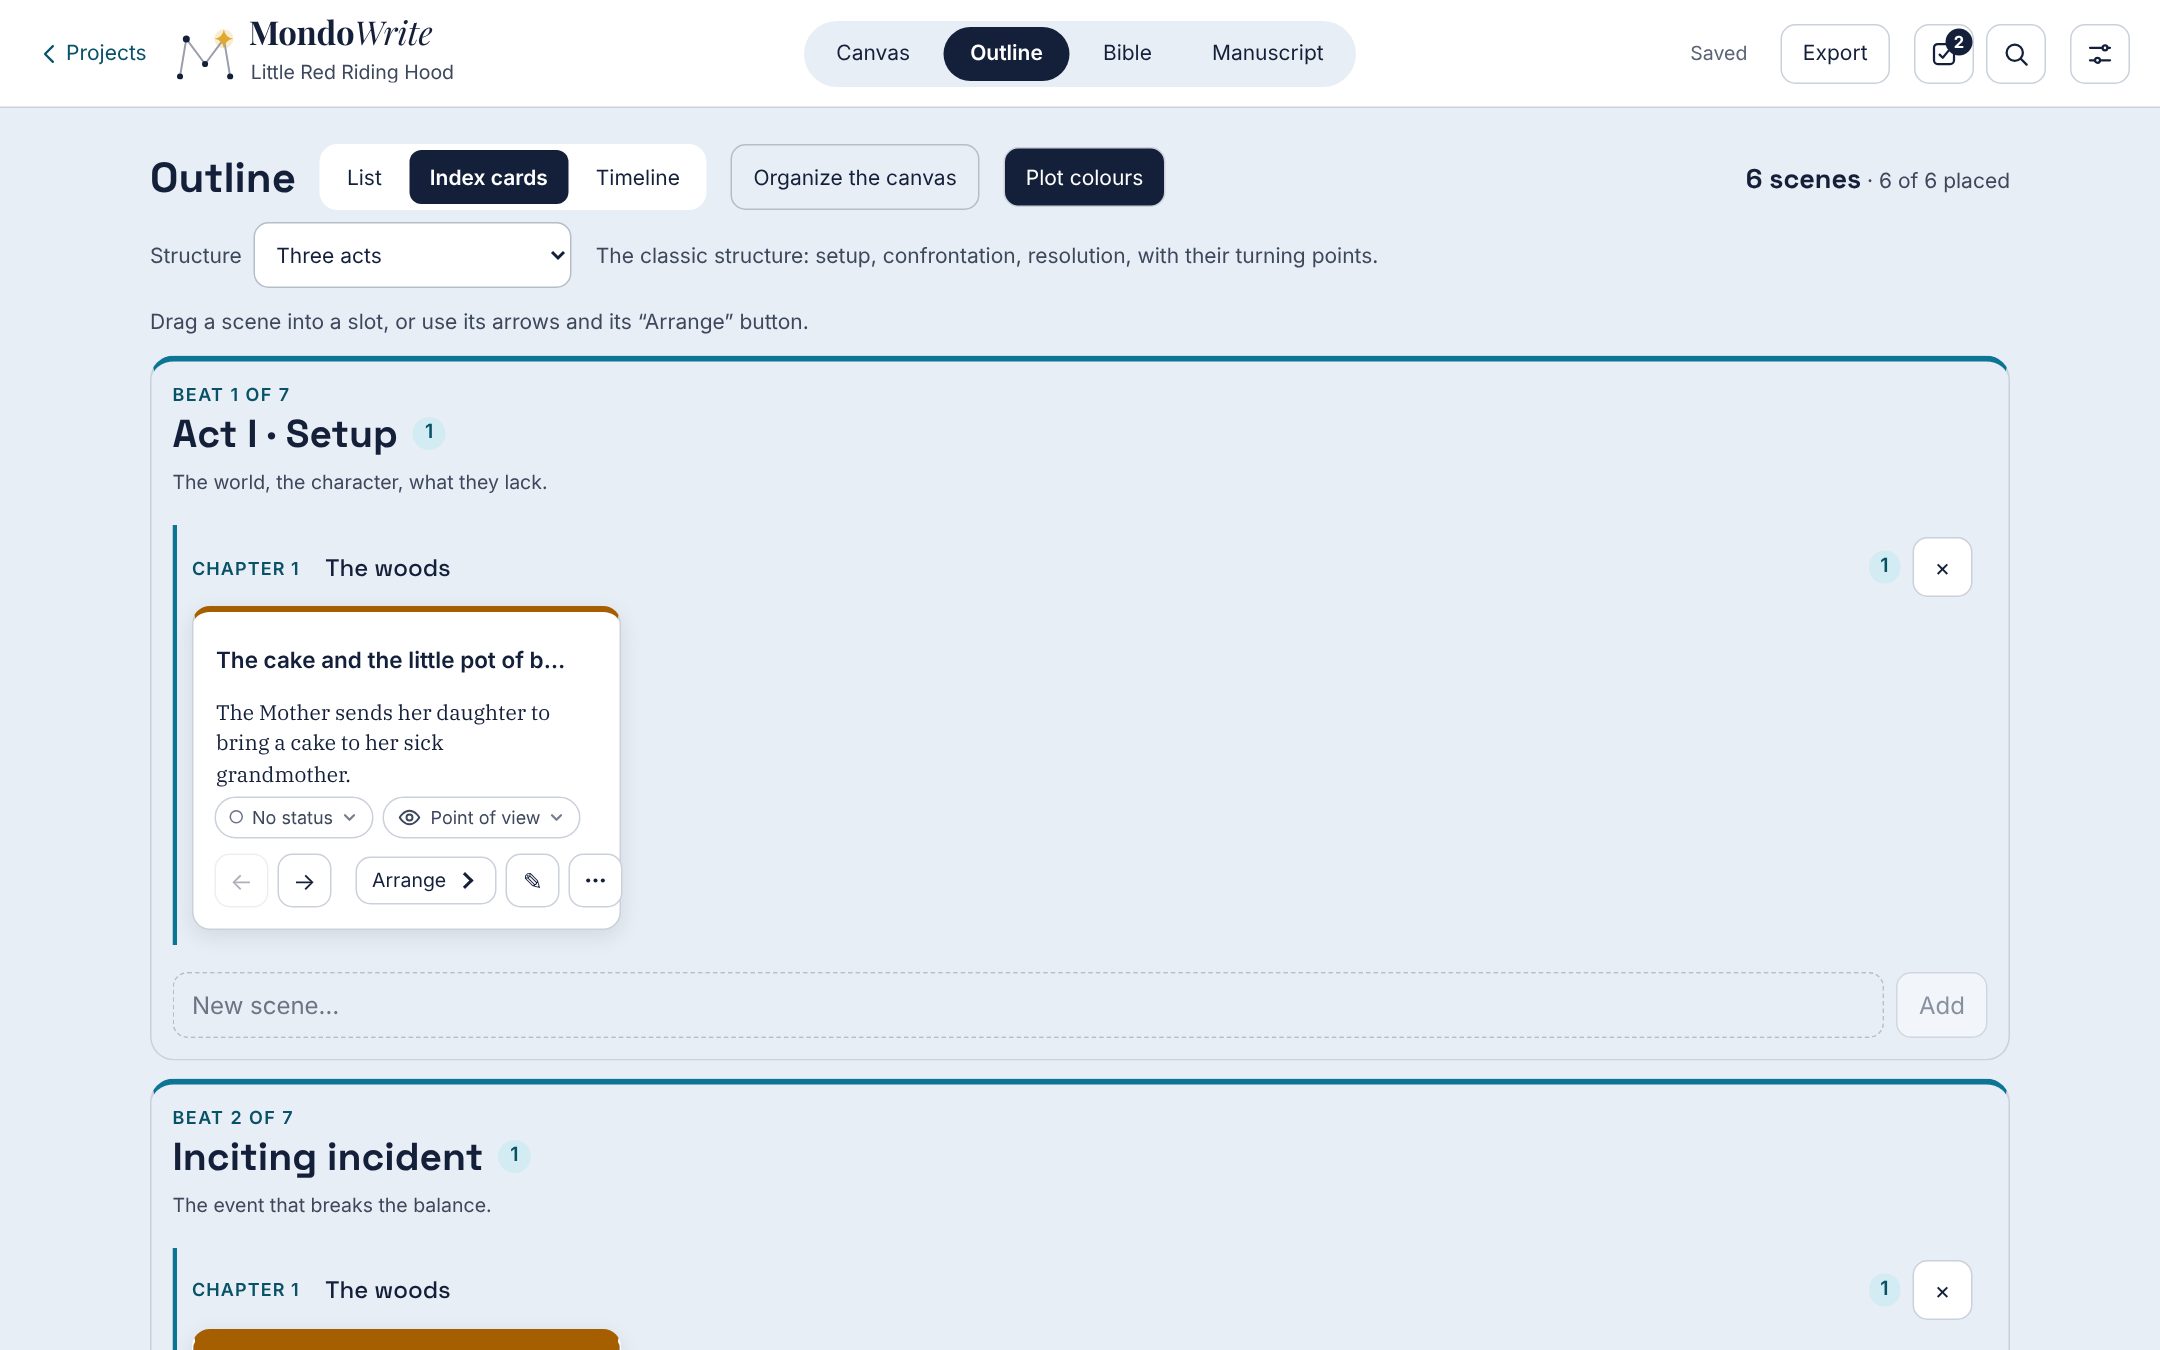 Projects
MondoWrite
Little Red Riding Hood
Canvas
Outline
Bible
Manuscript
Saved
Export
2
Outline
List
Index cards
Timeline
Organize the canvas
Plot colours
6 scenes · 6 of 6 placed
Structure
Three acts
The classic structure: setup, confrontation, resolution, with their turning points.
Drag a scene into a slot, or use its arrows and its “Arrange” button.
BEAT 1 OF 7
Act I · Setup 1
The world, the character, what they lack.
CHAPTER 1 The woods 1 ×
The cake and the little pot of b...
The Mother sends her daughter to
bring a cake to her sick
grandmother.
No status
Point of view
Arrange
New scene...
Add
BEAT 2 OF 7
Inciting incident 1
The event that breaks the balance.
CHAPTER 1 The woods 1 ×